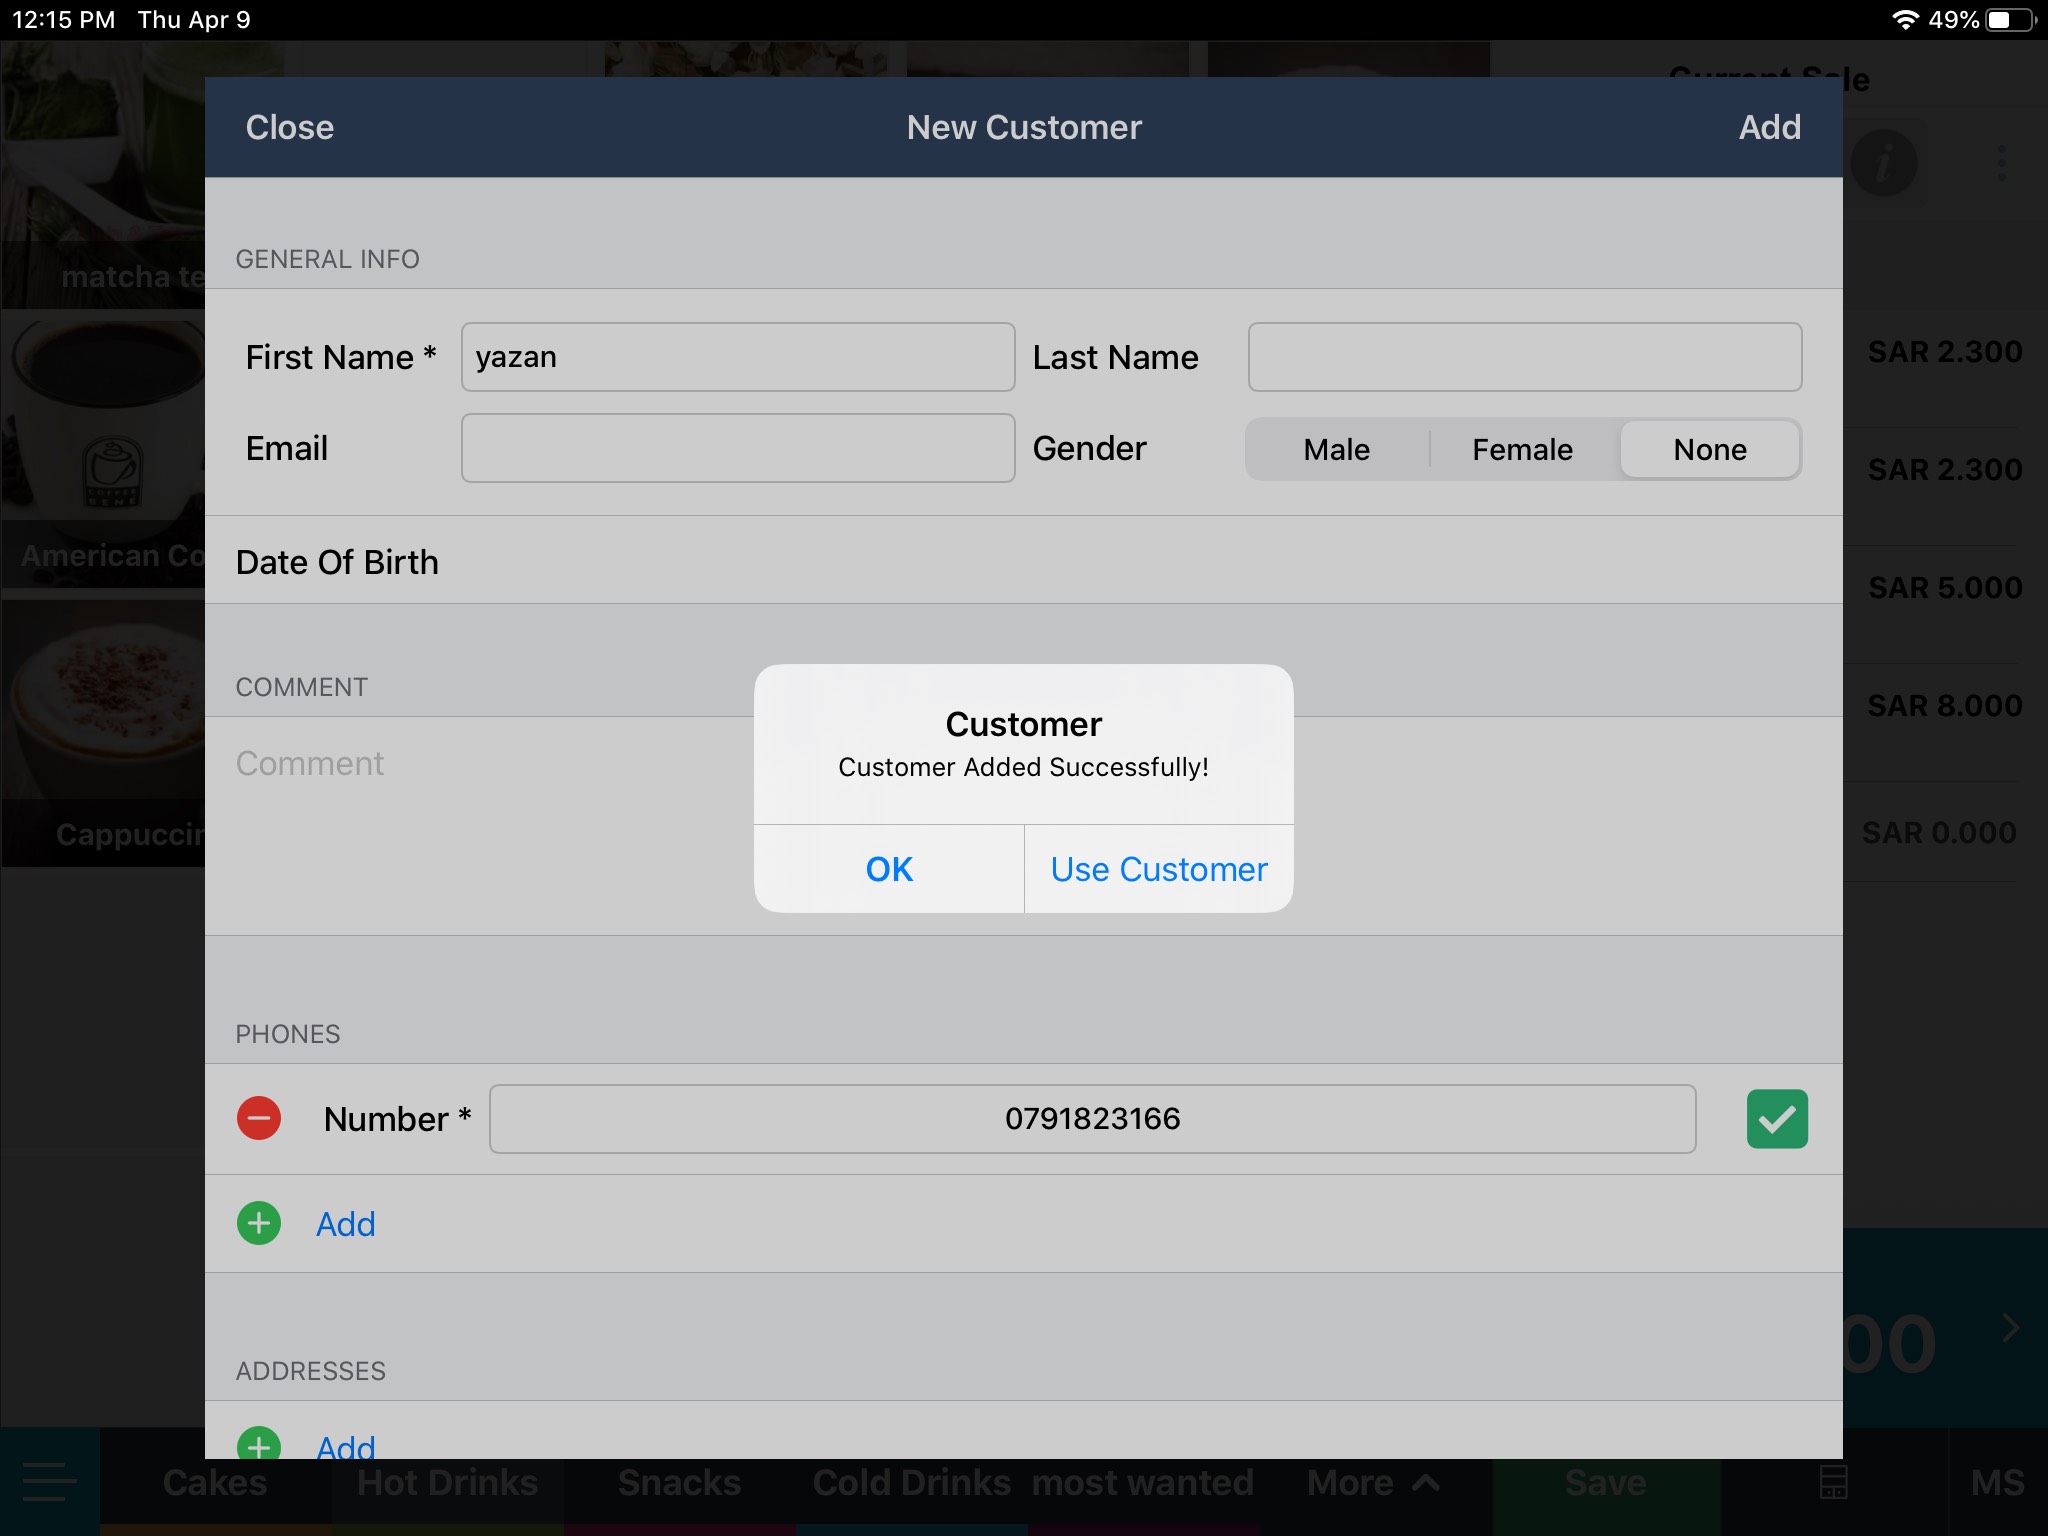 12:15 PM Thu Apr 9
49%
Current Sale
Close
New Customer
Add
GENERAL INFO
First Name *
yazan
Last Name
Email
Gender
Male
Female
None
Date Of Birth
COMMENT
Comment
Customer
Customer Added Successfully!
OK
Use Customer
PHONES
Number *
0791823166
Add
ADDRESSES
Add
matcha te
American Co
COFFEE
Cappuccin
SAR 2.300
SAR 2.300
SAR 5.000
SAR 8.000
SAR 0.000
00
Cakes
Hot Drinks
Snacks
Cold Drinks
most wanted
More
Save
MS